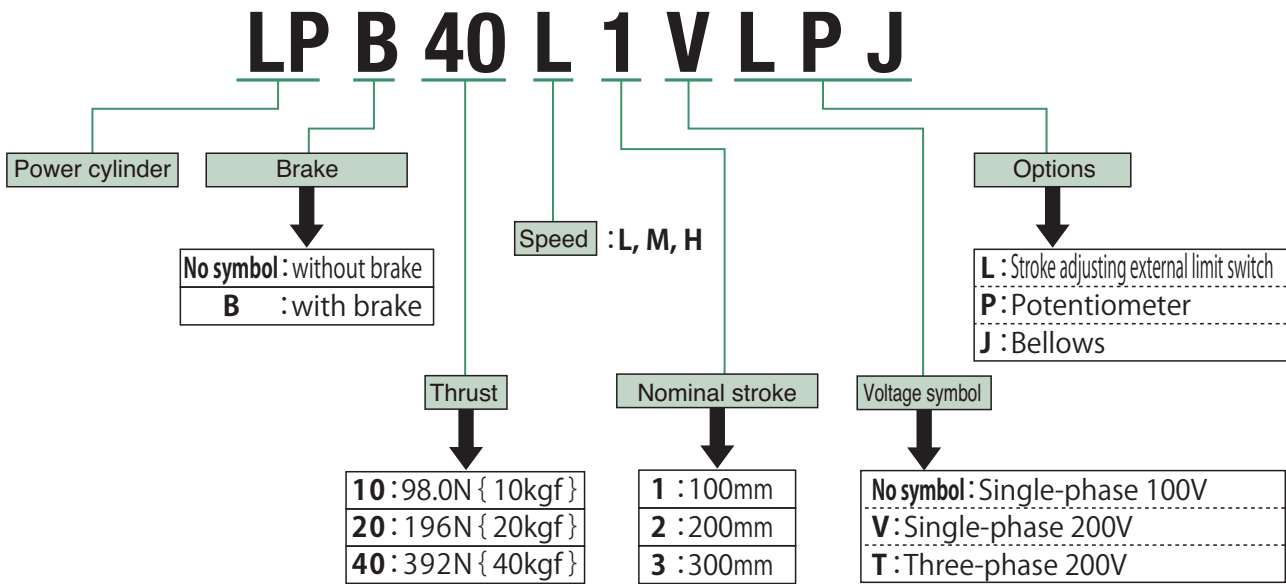 LP B 40 L 1 V L P J
Power cylinder
Brake
Options
Speed : L, M, H
No symbol : without brake
B : with brake
L : Stroke adjusting external limit switch
P : Potentiometer
J : Bellows
Thrust
Nominal stroke
Voltage symbol
10 : 98.0N { 10kgf }
20 : 196N { 20kgf }
40 : 392N { 40kgf }
1 : 100mm
2 : 200mm
3 : 300mm
No symbol : Single-phase 100V
V : Single-phase 200V
T : Three-phase 200V